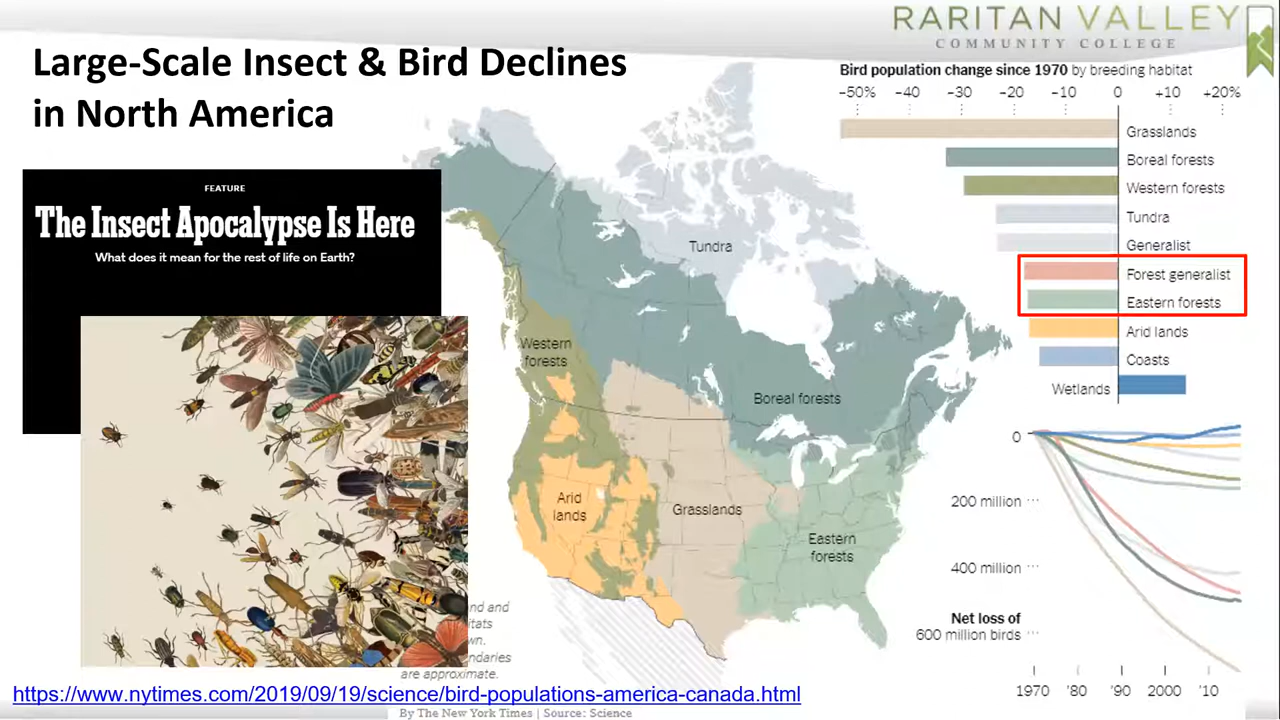 RARITAN VALLEY
COMMUNITY COLLEGE
Large-Scale Insect & Bird Declines
in North America
FEATURE
The Insect Apocalypse Is Here
What does it mean for the rest of life on Earth?
Bird population change since 1970 by breeding habitat
−50% −40 −30 −20 −10 0 +10 +20%
Grasslands
Boreal forests
Western forests
Tundra
Generalist
Forest generalist
Eastern forests
Arid lands
Coasts
Wetlands
Tundra
Western
forests
Boreal forests
Arid
lands
Grasslands
Eastern
forests
0
200 million
400 million
Net loss of
600 million birds
1970 '80 '90 2000 '10
nd and
itats
wn.
ndaries
are approximate.
https://www.nytimes.com/2019/09/19/science/bird-populations-america-canada.html
By The New York Times | Source: Science